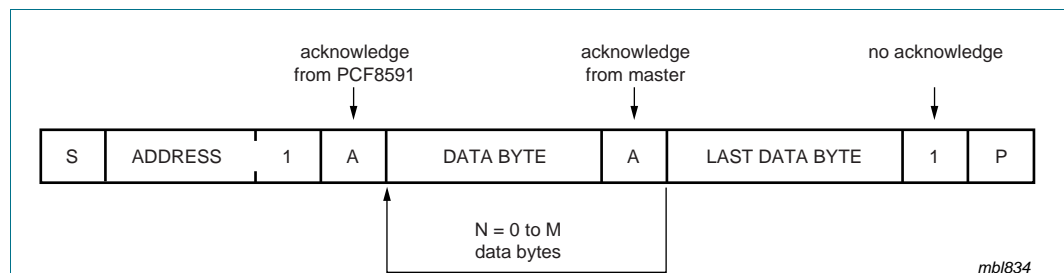 acknowledge
from PCF8591
acknowledge
from master
no acknowledge
S ADDRESS 1 A DATA BYTE A LAST DATA BYTE 1 P
N = 0 to M
data bytes
mbl834